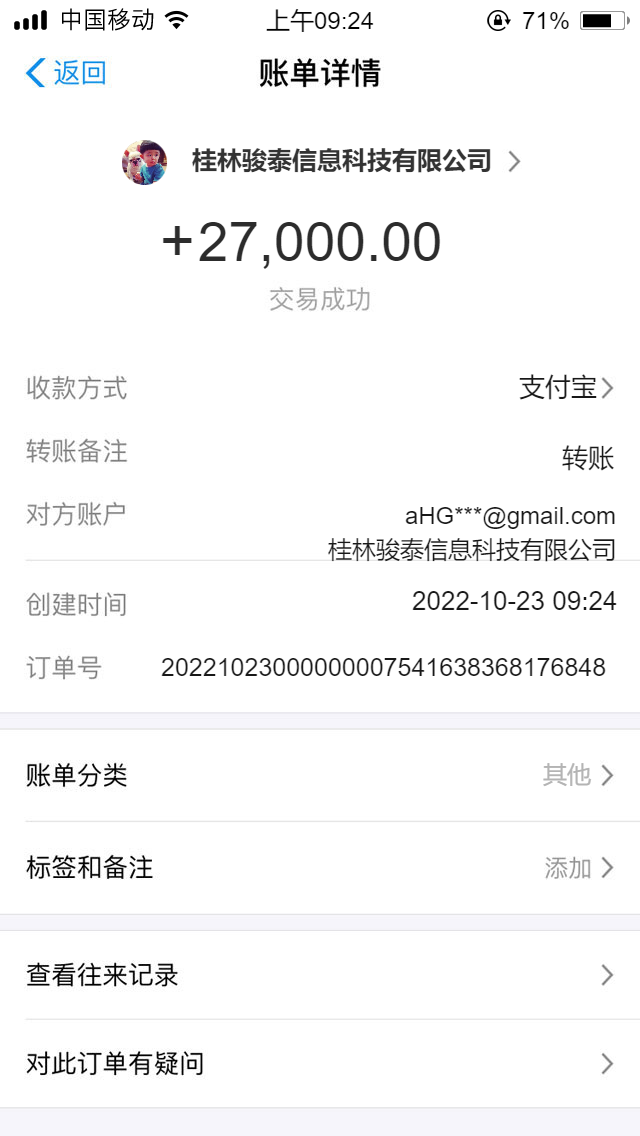 中国移动 上午09:24 71%
返回 账单详情
桂林骏泰信息科技有限公司
+27,000.00
交易成功
收款方式 支付宝
转账备注 转账
对方账户 aHG***@gmail.com
桂林骏泰信息科技有限公司
创建时间 2022-10-23 09:24
订单号 20221023000000007541638368176848
账单分类 其他
标签和备注 添加
查看往来记录
对此订单有疑问